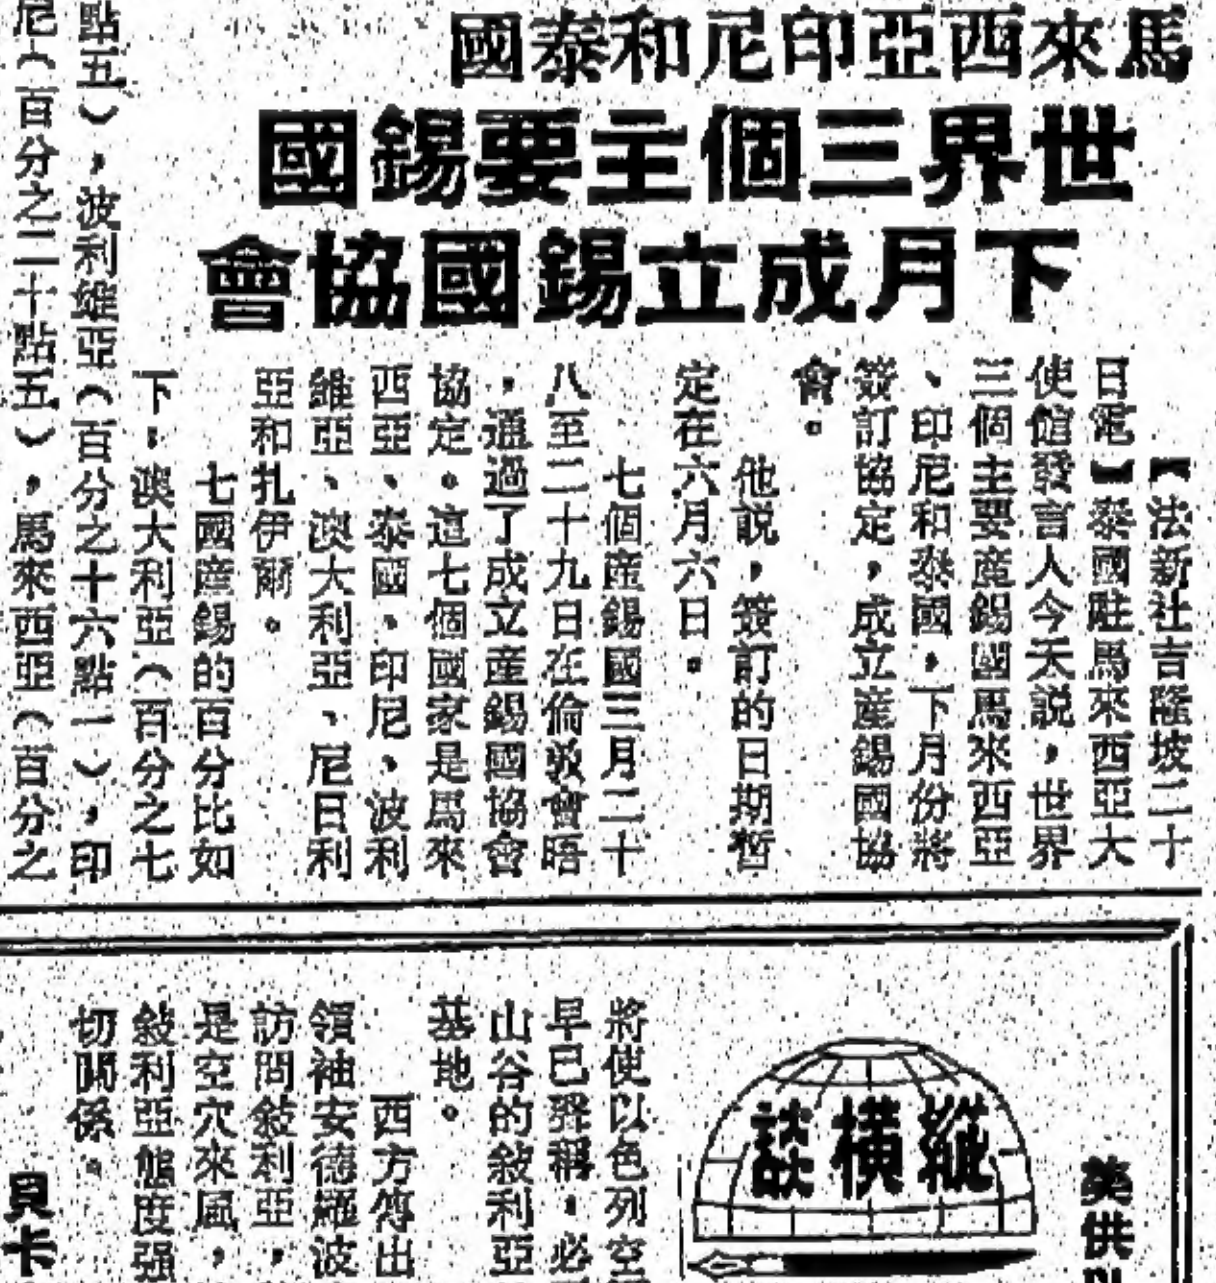 馬來西亞印尼和泰國
世界三個主要錫國
下月成立錫國協會
【法新社吉隆坡二十
日電】泰國駐馬來西亞大
使館發言人今天説，世界
三個主要產錫國馬來西亞
、印尼和泰國，下月份將
簽訂協定，成立產錫國協
會。
他説，簽訂的日期暫
定在六月六日。
七個產錫國三月二十
八至二十九日在倫敦會晤
，通過了成立產錫國協會
協定。這七個國家是馬來
西亞、泰國、印尼、波利
維亞、澳大利亞、尼日利
亞和扎伊爾。
七國產錫的百分比如
下：澳大利亞（百分之七
點五），波利維亞（百分之十六點一），印
尼（百分之二十點五），馬來西亞（百分之
縱橫談
美供以
將使以色列空
早已聲稱，必
山谷的敍利亞
基地。
西方傳出
領袖安德羅波
訪問敍利亞，
是空穴來風，
敍利亞態度强
切關係。
貝卡